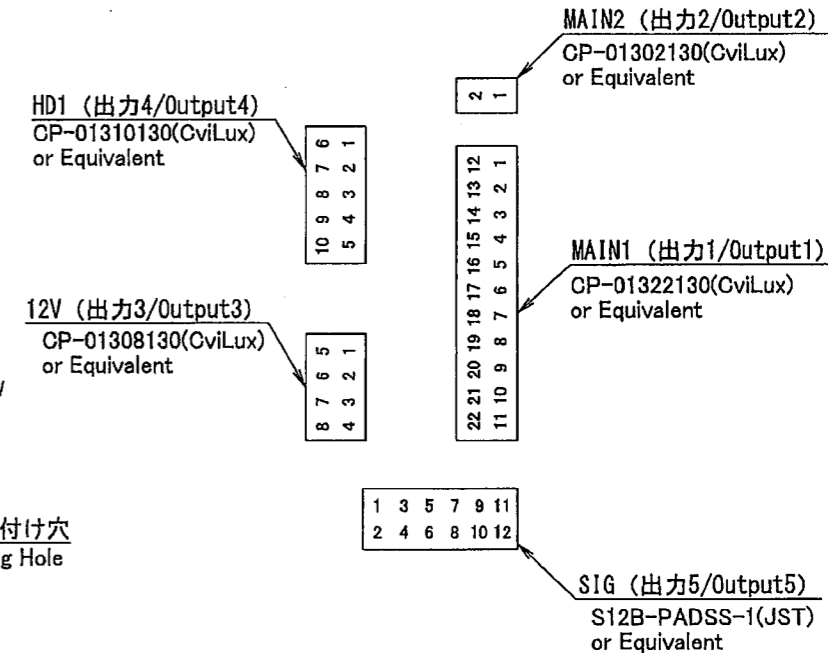 MAIN2 (出力2/Output2)
CP-01302130(CviLux)
or Equivalent
2 1
HD1 (出力4/Output4)
CP-01310130(CviLux)
or Equivalent
6 1
7 2
8 3
9 4
10 5
12 1
13 2
14 3
15 4
16 5
17 6
18 7
19 8
20 9
21 10
22 11
MAIN1 (出力1/Output1)
CP-01322130(CviLux)
or Equivalent
12V (出力3/Output3)
CP-01308130(CviLux)
or Equivalent
5 1
6 2
7 3
8 4
1 3 5 7 9 11
2 4 6 8 10 12
付け穴
g Hole
SIG (出力5/Output5)
S12B-PADSS-1(JST)
or Equivalent